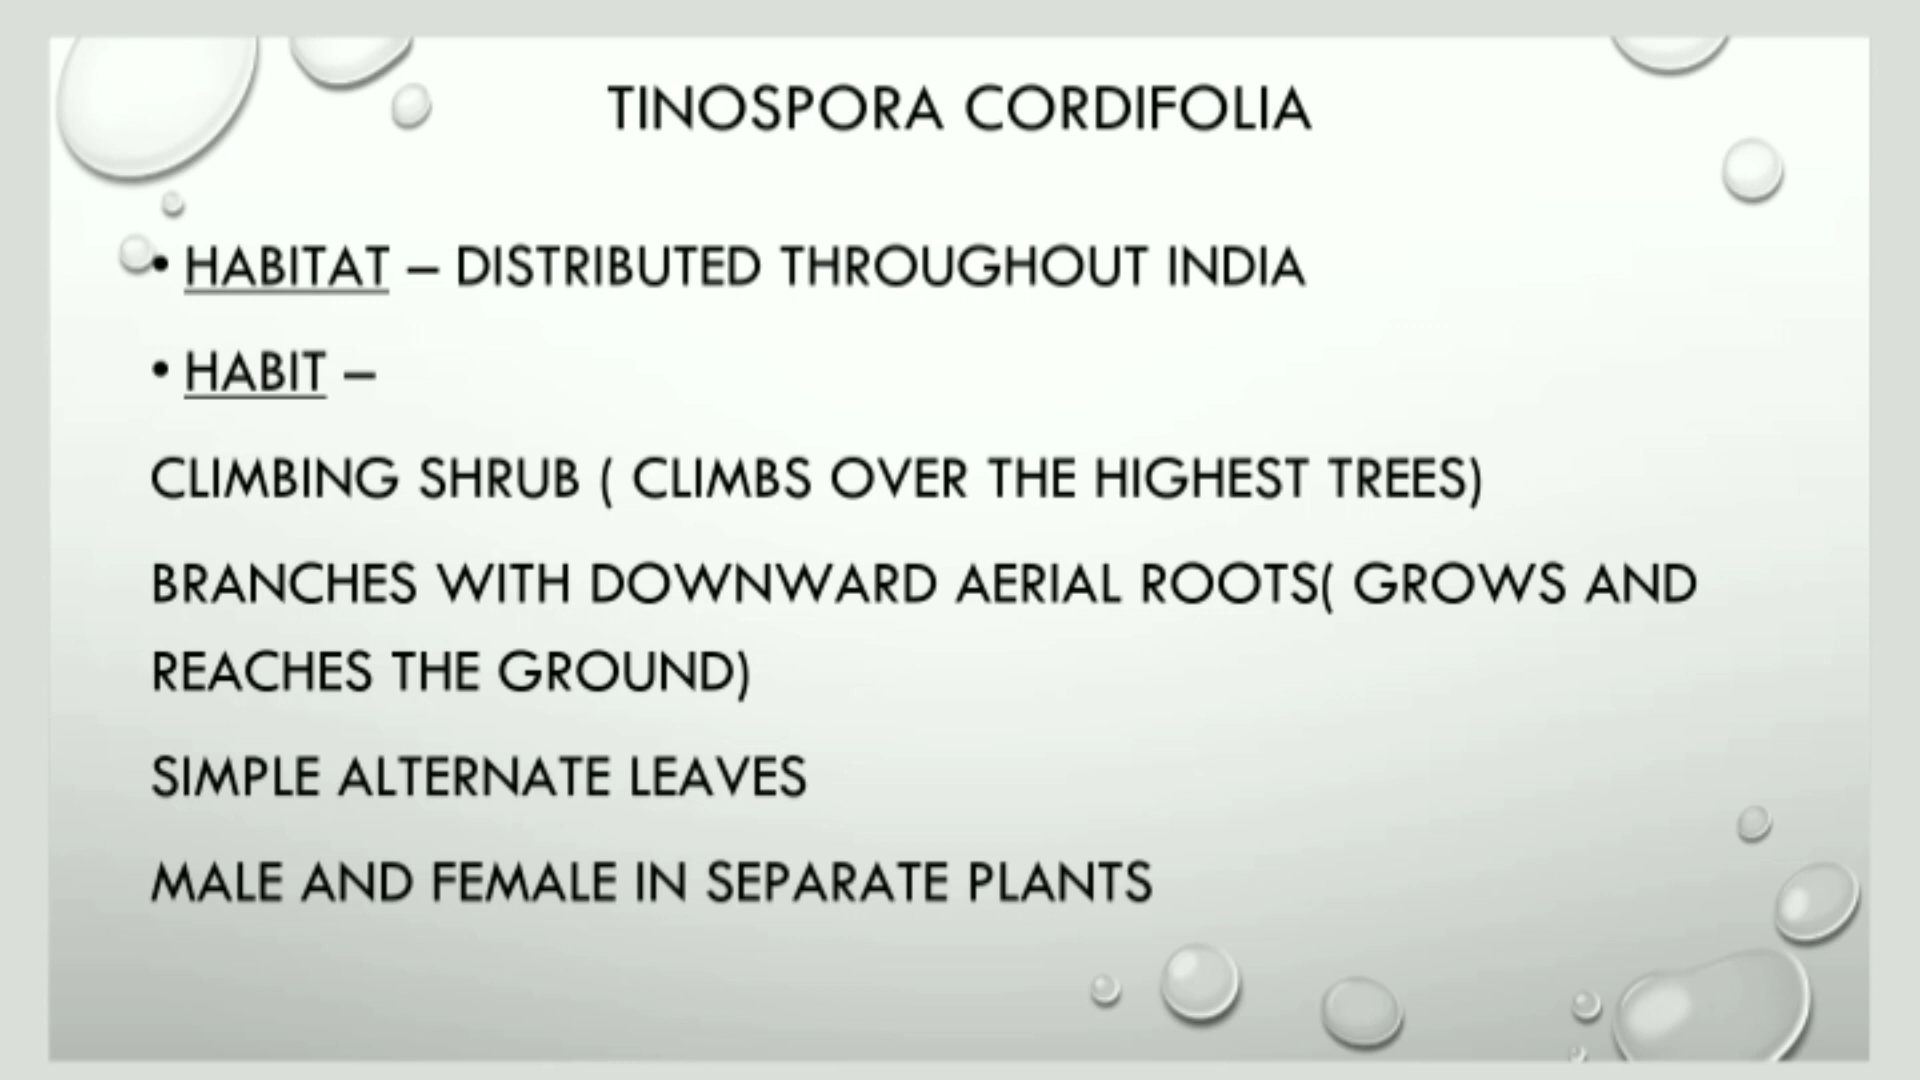 TINOSPORA CORDIFOLIA
• HABITAT – DISTRIBUTED THROUGHOUT INDIA
• HABIT –
CLIMBING SHRUB ( CLIMBS OVER THE HIGHEST TREES)
BRANCHES WITH DOWNWARD AERIAL ROOTS( GROWS AND
REACHES THE GROUND)
SIMPLE ALTERNATE LEAVES
MALE AND FEMALE IN SEPARATE PLANTS